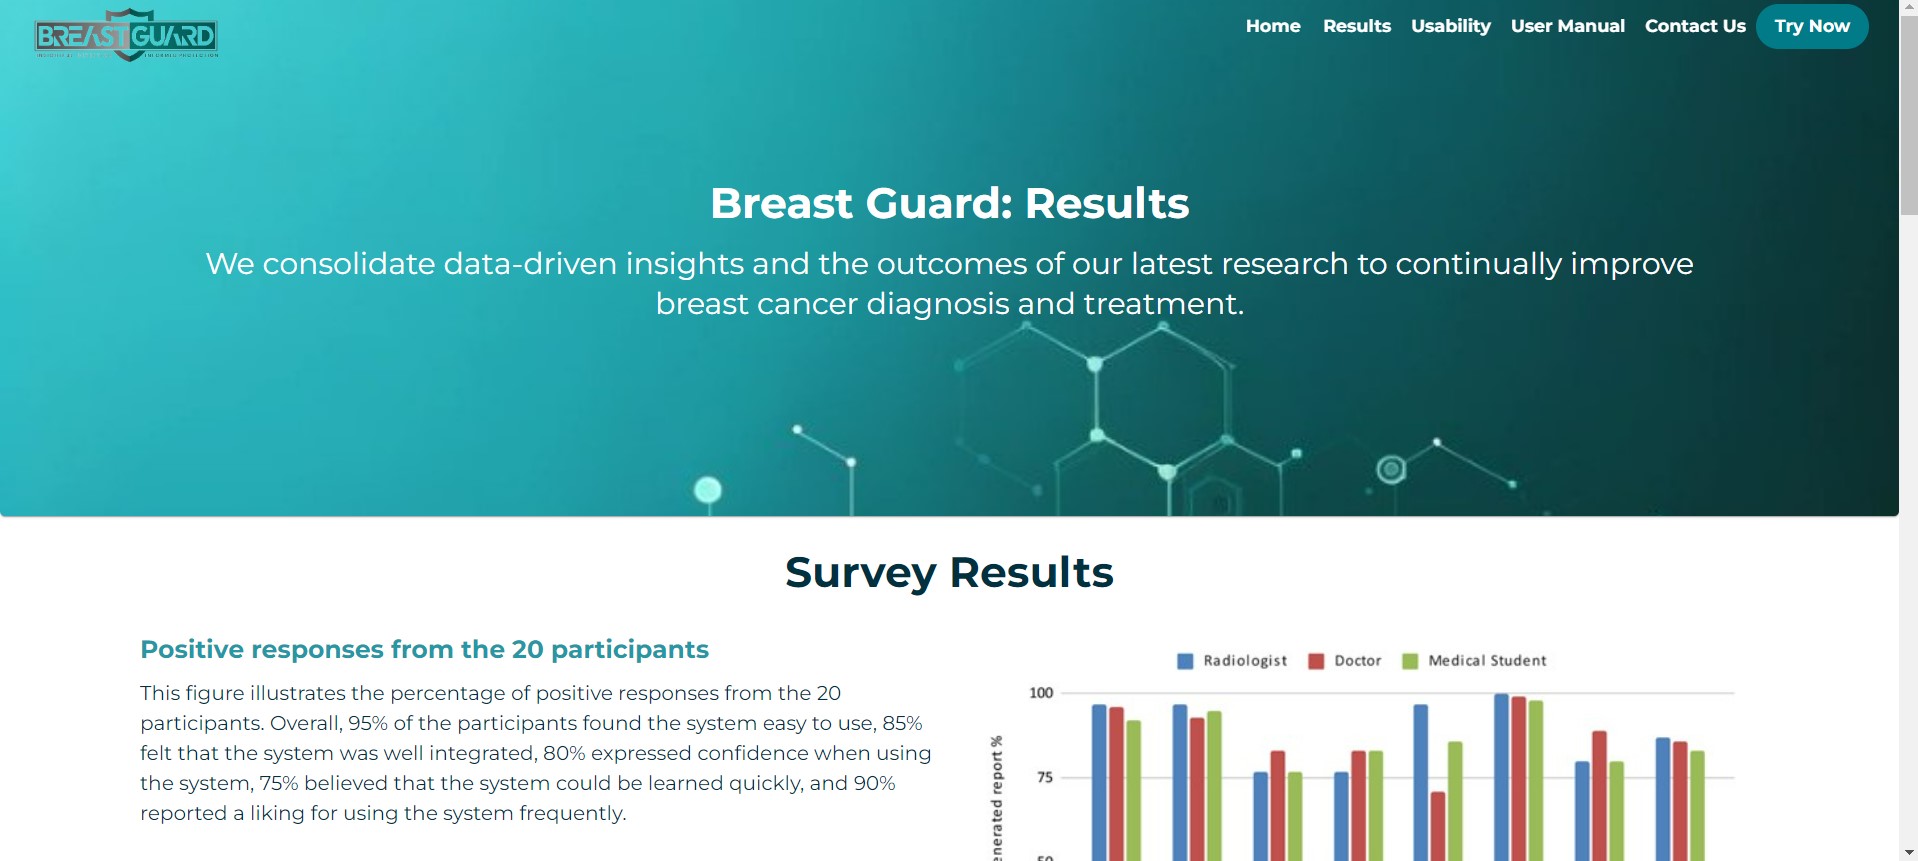 BREASTGUARD
INFORMED PROTECTION
Home Results Usability User Manual Contact Us Try Now
Breast Guard: Results
We consolidate data-driven insights and the outcomes of our latest research to continually improve
breast cancer diagnosis and treatment.
Survey Results
Positive responses from the 20 participants
This figure illustrates the percentage of positive responses from the 20
participants. Overall, 95% of the participants found the system easy to use, 85%
felt that the system was well integrated, 80% expressed confidence when using
the system, 75% believed that the system could be learned quickly, and 90%
reported a liking for using the system frequently.
Radiologist Doctor Medical Student
100
75
50
enerated report %